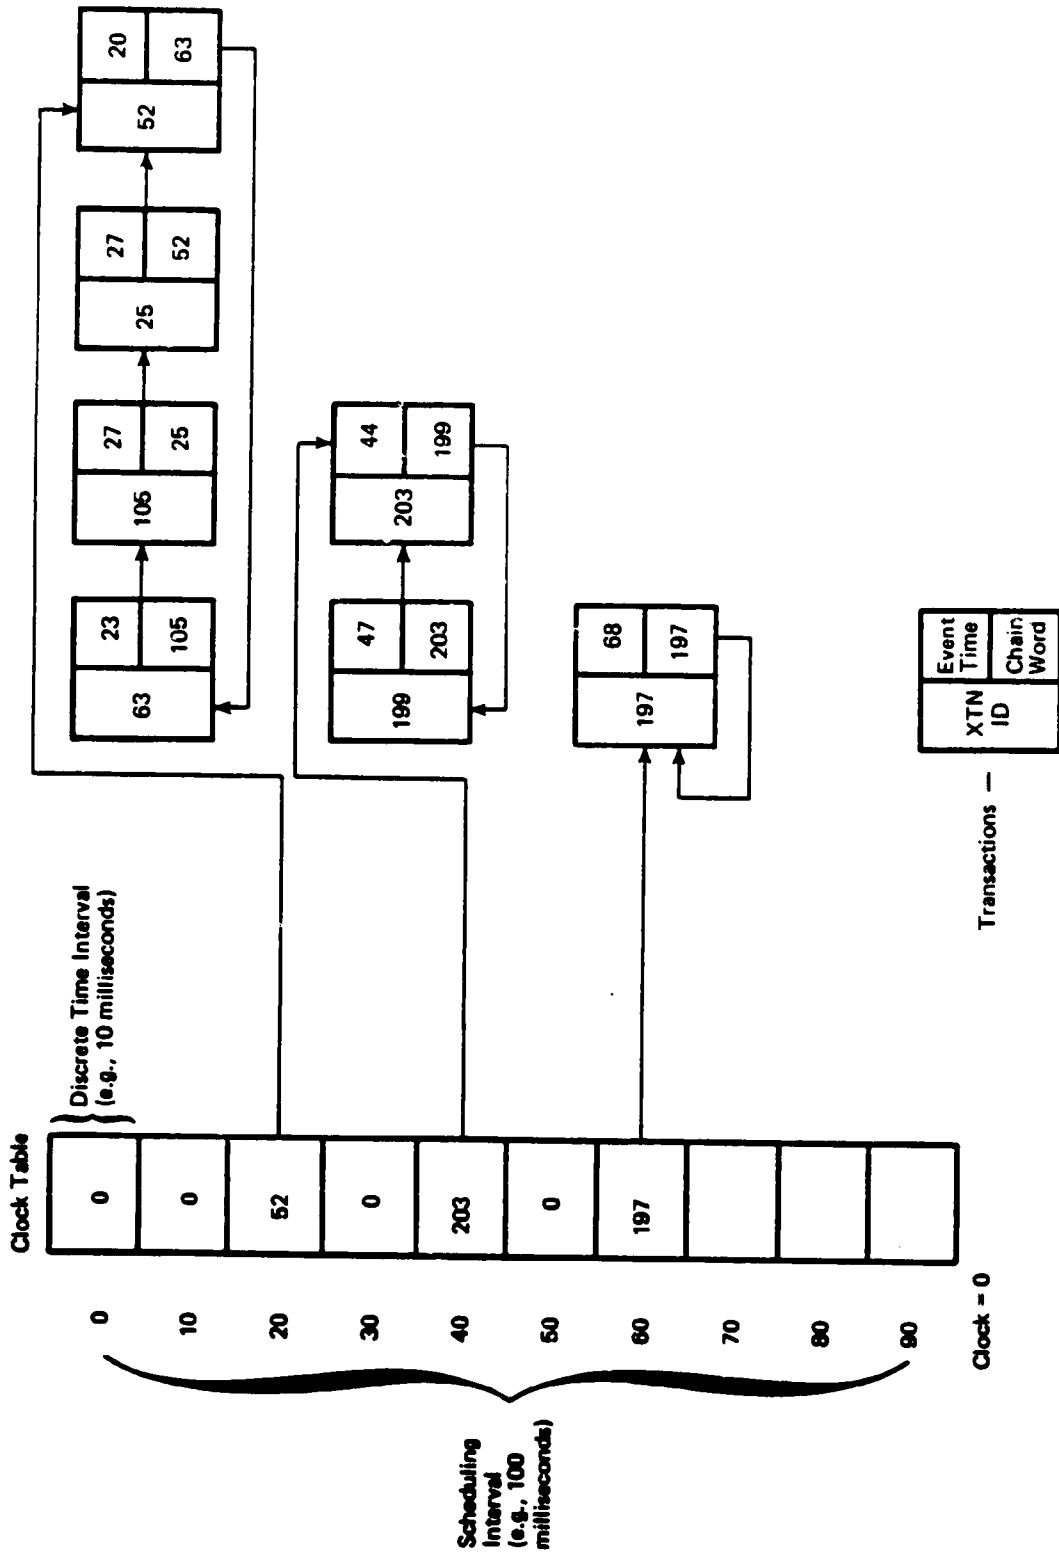 Clock Table
Discrete Time Interval
(e.g., 10 milliseconds)
Scheduling
Interval
(e.g., 100
milliseconds)
0
0
10
0
20
52
30
0
40
203
50
0
60
197
70
80
90
Clock = 0
63
23
105
105
27
25
25
27
52
52
20
63
199
47
203
203
44
199
197
68
197
Transactions —
XTN
ID
Event
Time
Chain
Word